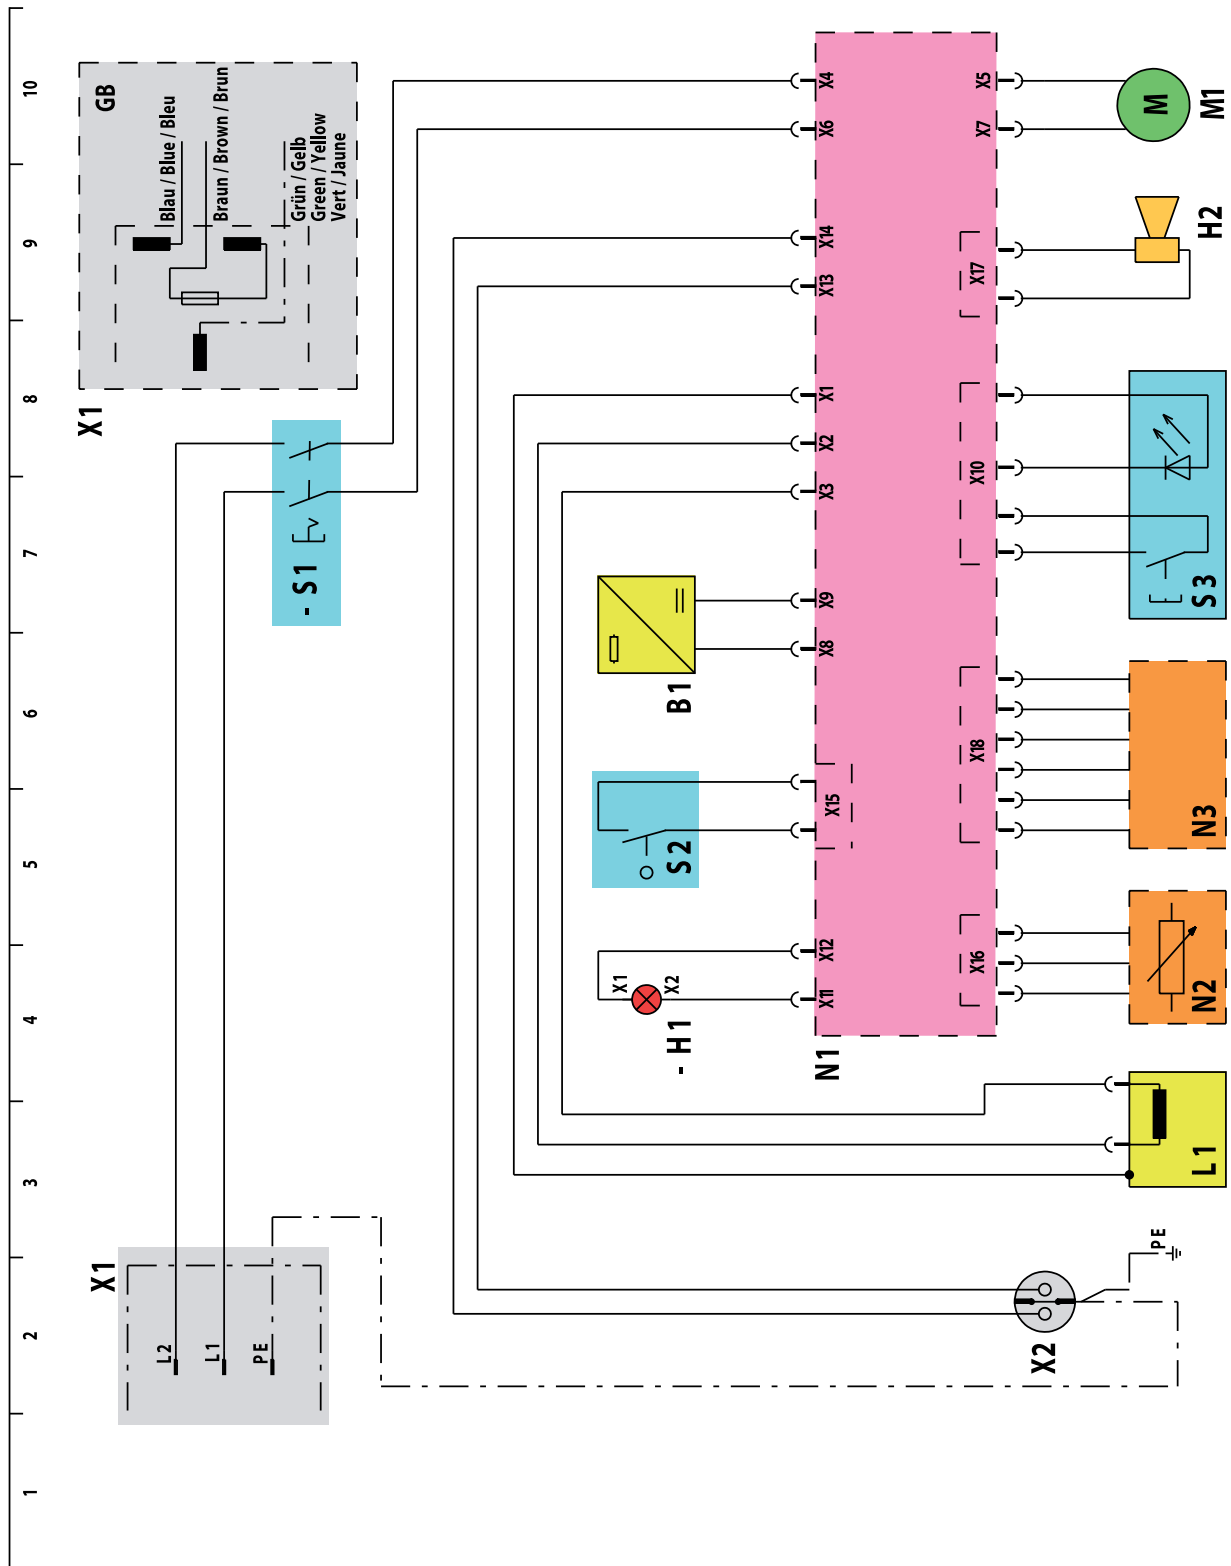 10
9
8
7
6
5
4
3
2
1
GB
Blau / Blue / Bleu
Braun / Brown / Brun
Grün / Gelb
Green / Yellow
Vert / Jaune
X1
- S1
X1
L2
L1
PE
B1
S2
X1
X2
- H1
N1
X4
X6
X14
X13
X1
X2
X3
X9
X8
X15
X12
X11
X5
X7
X17
X10
X18
X16
M
M1
H2
S3
N3
N2
L1
PE
X2